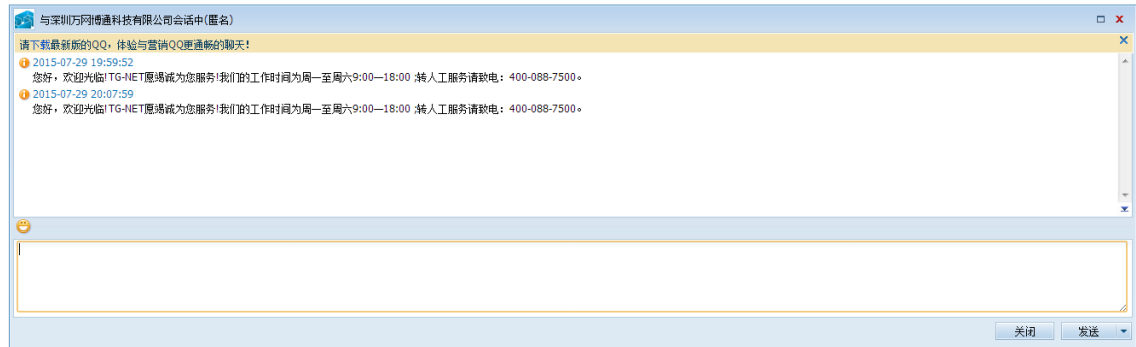 与深圳万网博通科技有限公司会话中(匿名)
请下载最新版的QQ，体验与营销QQ更通畅的聊天！
2015-07-29 19:59:52
您好，欢迎光临!TG-NET愿竭诚为您服务!我们的工作时间为周一至周六9:00—18:00 ;转人工服务请致电：400-088-7500。
2015-07-29 20:07:59
您好，欢迎光临!TG-NET愿竭诚为您服务!我们的工作时间为周一至周六9:00—18:00 ;转人工服务请致电：400-088-7500。
关闭 发送